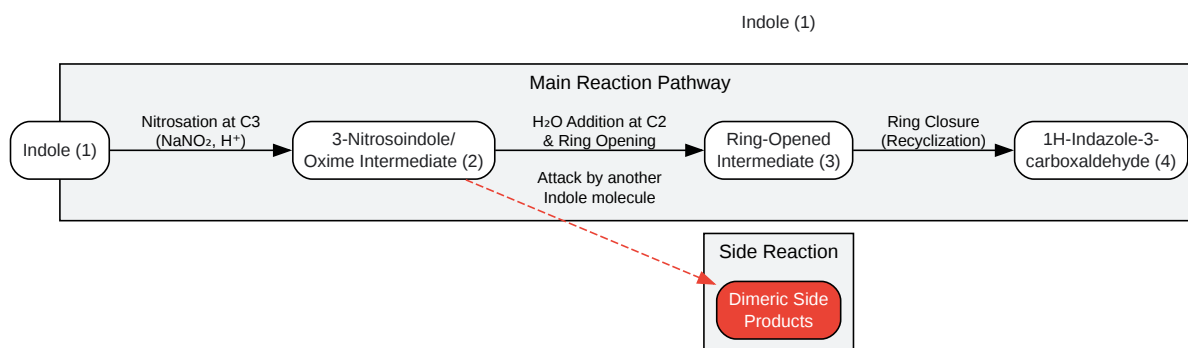 Indole (1)
Main Reaction Pathway
Indole (1)
Nitrosation at C3
(NaNO₂, H⁺)
3-Nitrosoindole/
Oxime Intermediate (2)
H₂O Addition at C2
& Ring Opening
Attack by another
Indole molecule
Ring-Opened
Intermediate (3)
Ring Closure
(Recyclization)
1H-Indazole-3-
carboxaldehyde (4)
Side Reaction
Dimeric Side
Products